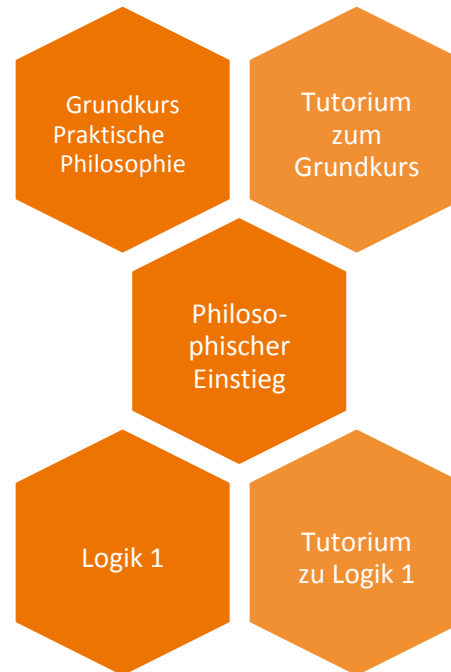 Grundkurs
Praktische
Philosophie
Tutorium
zum
Grundkurs
Philoso-
phischer
Einstieg
Logik 1
Tutorium
zu Logik 1